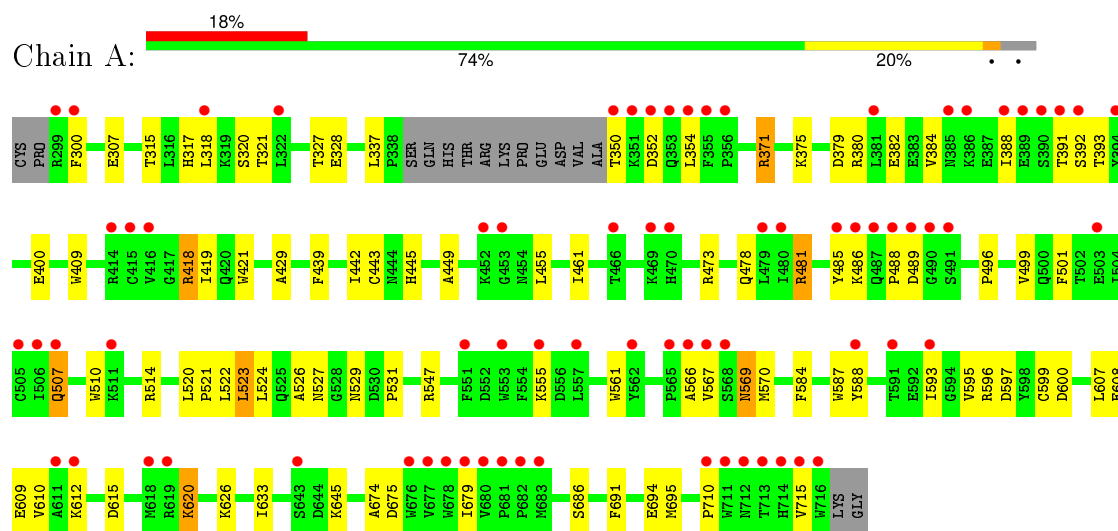 18%
Chain A:
74% 20% • •
CYS PRO R299 F300 E307 T315 L316 H317 L318 K319 S320 T321 L322 T327 E328 L337 P338 SER GLN HIS THR ARG LYS PRO GLU ASP VAL ALA T350 K351 D352 Q353 L354 F355 P356 R371 K375 D379 R380 L381 E382 E383 V384 N385 K386 E387 I388 E389 S390 T391 S392 T393
E400 W409 R414 C415 V416 G417 R418 I419 Q420 W421 A429 F439 I442 C443 N444 H445 A449 K452 G453 N454 L455 I461 T466 K469 H470 R473 Q478 L479 I480 R481 Y485 K486 Q487 P488 D489 G490 S491 P496 V499 Q500 F501 T502 E503
C505 I506 Q507 W510 K511 R514 L520 P521 L522 L523 L524 Q525 A526 N527 G528 N529 D530 P531 R547 F551 D552 W553 F554 K555 D556 L557 W561 Y562 P565 A566 V567 S568 N569 M570 F584 W587 Y588 T591 E592 I593 G594 V595 R596 D597 Y598 C599 D600 L607
E609 V610 A611 K612 D615 M618 R619 K620 K626 I633 S643 D644 K645 A674 D675 W676 V677 W678 I679 V680 P681 P682 M683 S686 F691 E694 M695 P710 W711 N712 T713 H714 V715 W716 LYS GLY